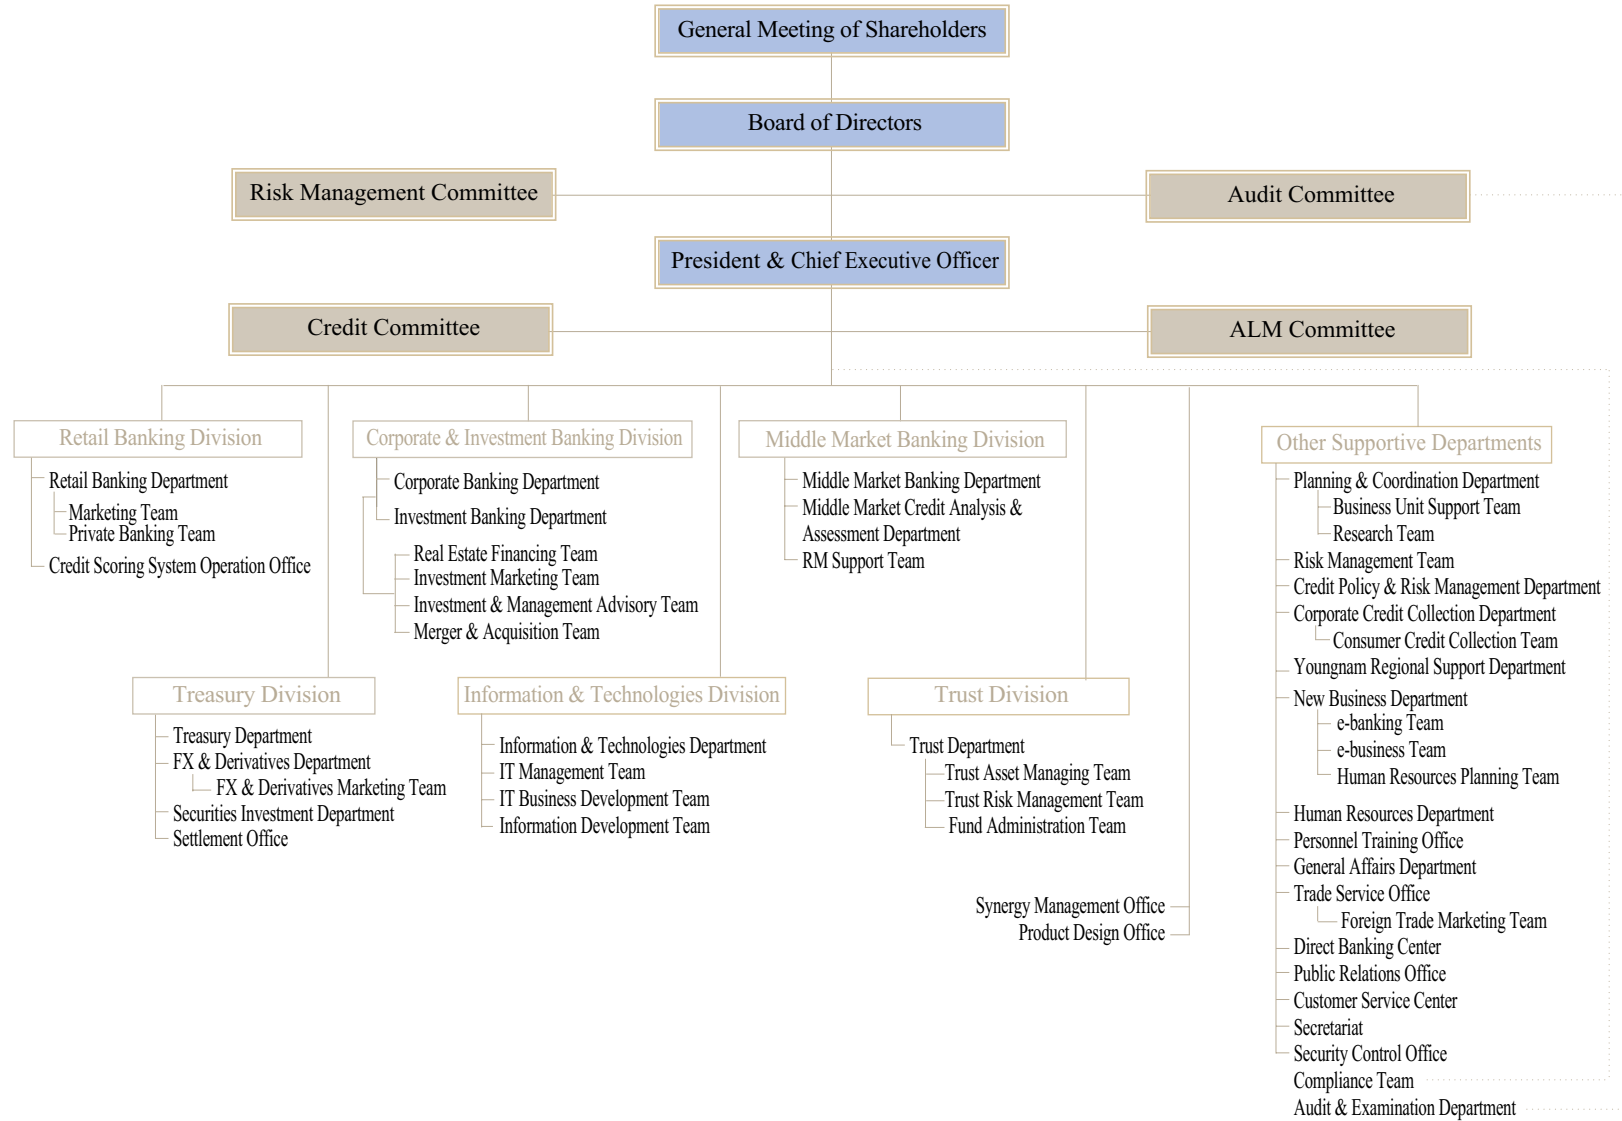 General Meeting of Shareholders
Board of Directors
Risk Management Committee
Audit Committee
President & Chief Executive Officer
Credit Committee
ALM Committee
Retail Banking Division
Retail Banking Department
Marketing Team
Private Banking Team
Credit Scoring System Operation Office
Corporate & Investment Banking Division
Corporate Banking Department
Investment Banking Department
Real Estate Financing Team
Investment Marketing Team
Investment & Management Advisory Team
Merger & Acquisition Team
Middle Market Banking Division
Middle Market Banking Department
Middle Market Credit Analysis &
Assessment Department
RM Support Team
Treasury Division
Treasury Department
FX & Derivatives Department
FX & Derivatives Marketing Team
Securities Investment Department
Settlement Office
Information & Technologies Division
Information & Technologies Department
IT Management Team
IT Business Development Team
Information Development Team
Trust Division
Trust Department
Trust Asset Managing Team
Trust Risk Management Team
Fund Administration Team
Synergy Management Office
Product Design Office
Other Supportive Departments
Planning & Coordination Department
Business Unit Support Team
Research Team
Risk Management Team
Credit Policy & Risk Management Department
Corporate Credit Collection Department
Consumer Credit Collection Team
Youngnam Regional Support Department
New Business Department
e-banking Team
e-business Team
Human Resources Planning Team
Human Resources Department
Personnel Training Office
General Affairs Department
Trade Service Office
Foreign Trade Marketing Team
Direct Banking Center
Public Relations Office
Customer Service Center
Secretariat
Security Control Office
Compliance Team
Audit & Examination Department